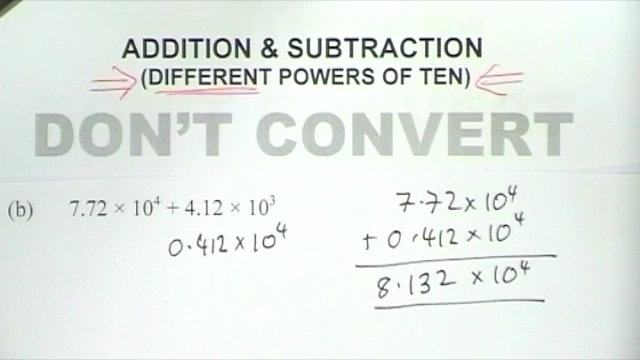 ADDITION & SUBTRACTION
(DIFFERENT POWERS OF TEN)
DON'T CONVERT
(b) 7.72 × 10⁴ + 4.12 × 10³
0.412 × 10⁴
7.72 × 10⁴
+ 0.412 × 10⁴
8.132 × 10⁴